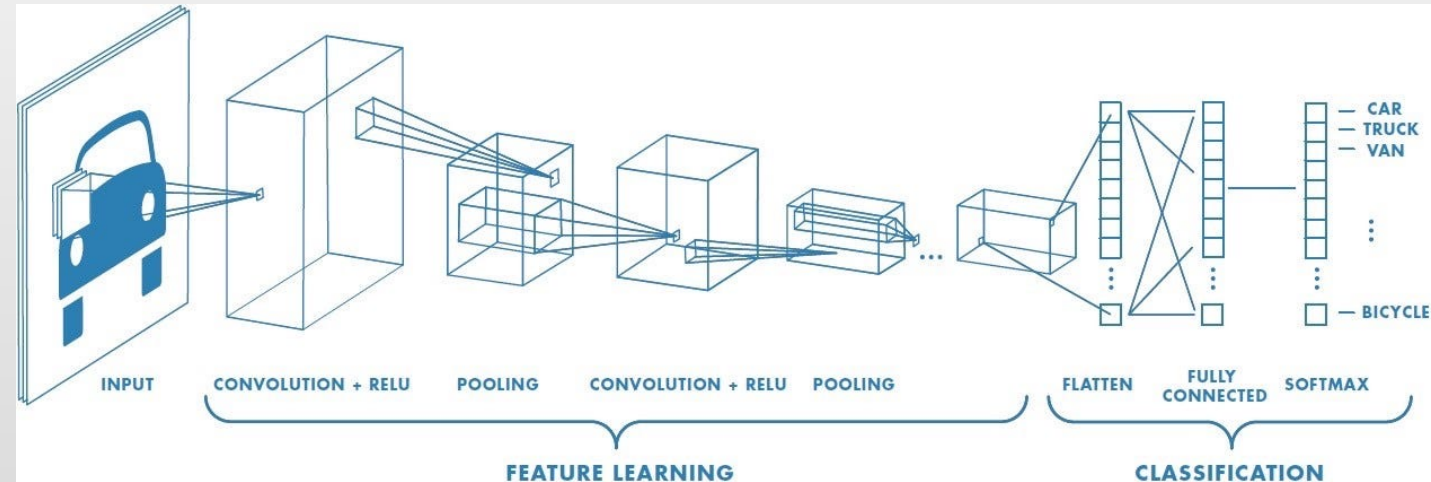 CAR
TRUCK
VAN
BICYCLE
INPUT
CONVOLUTION + RELU
POOLING
CONVOLUTION + RELU
POOLING
FLATTEN
FULLY
CONNECTED
SOFTMAX
FEATURE LEARNING
CLASSIFICATION